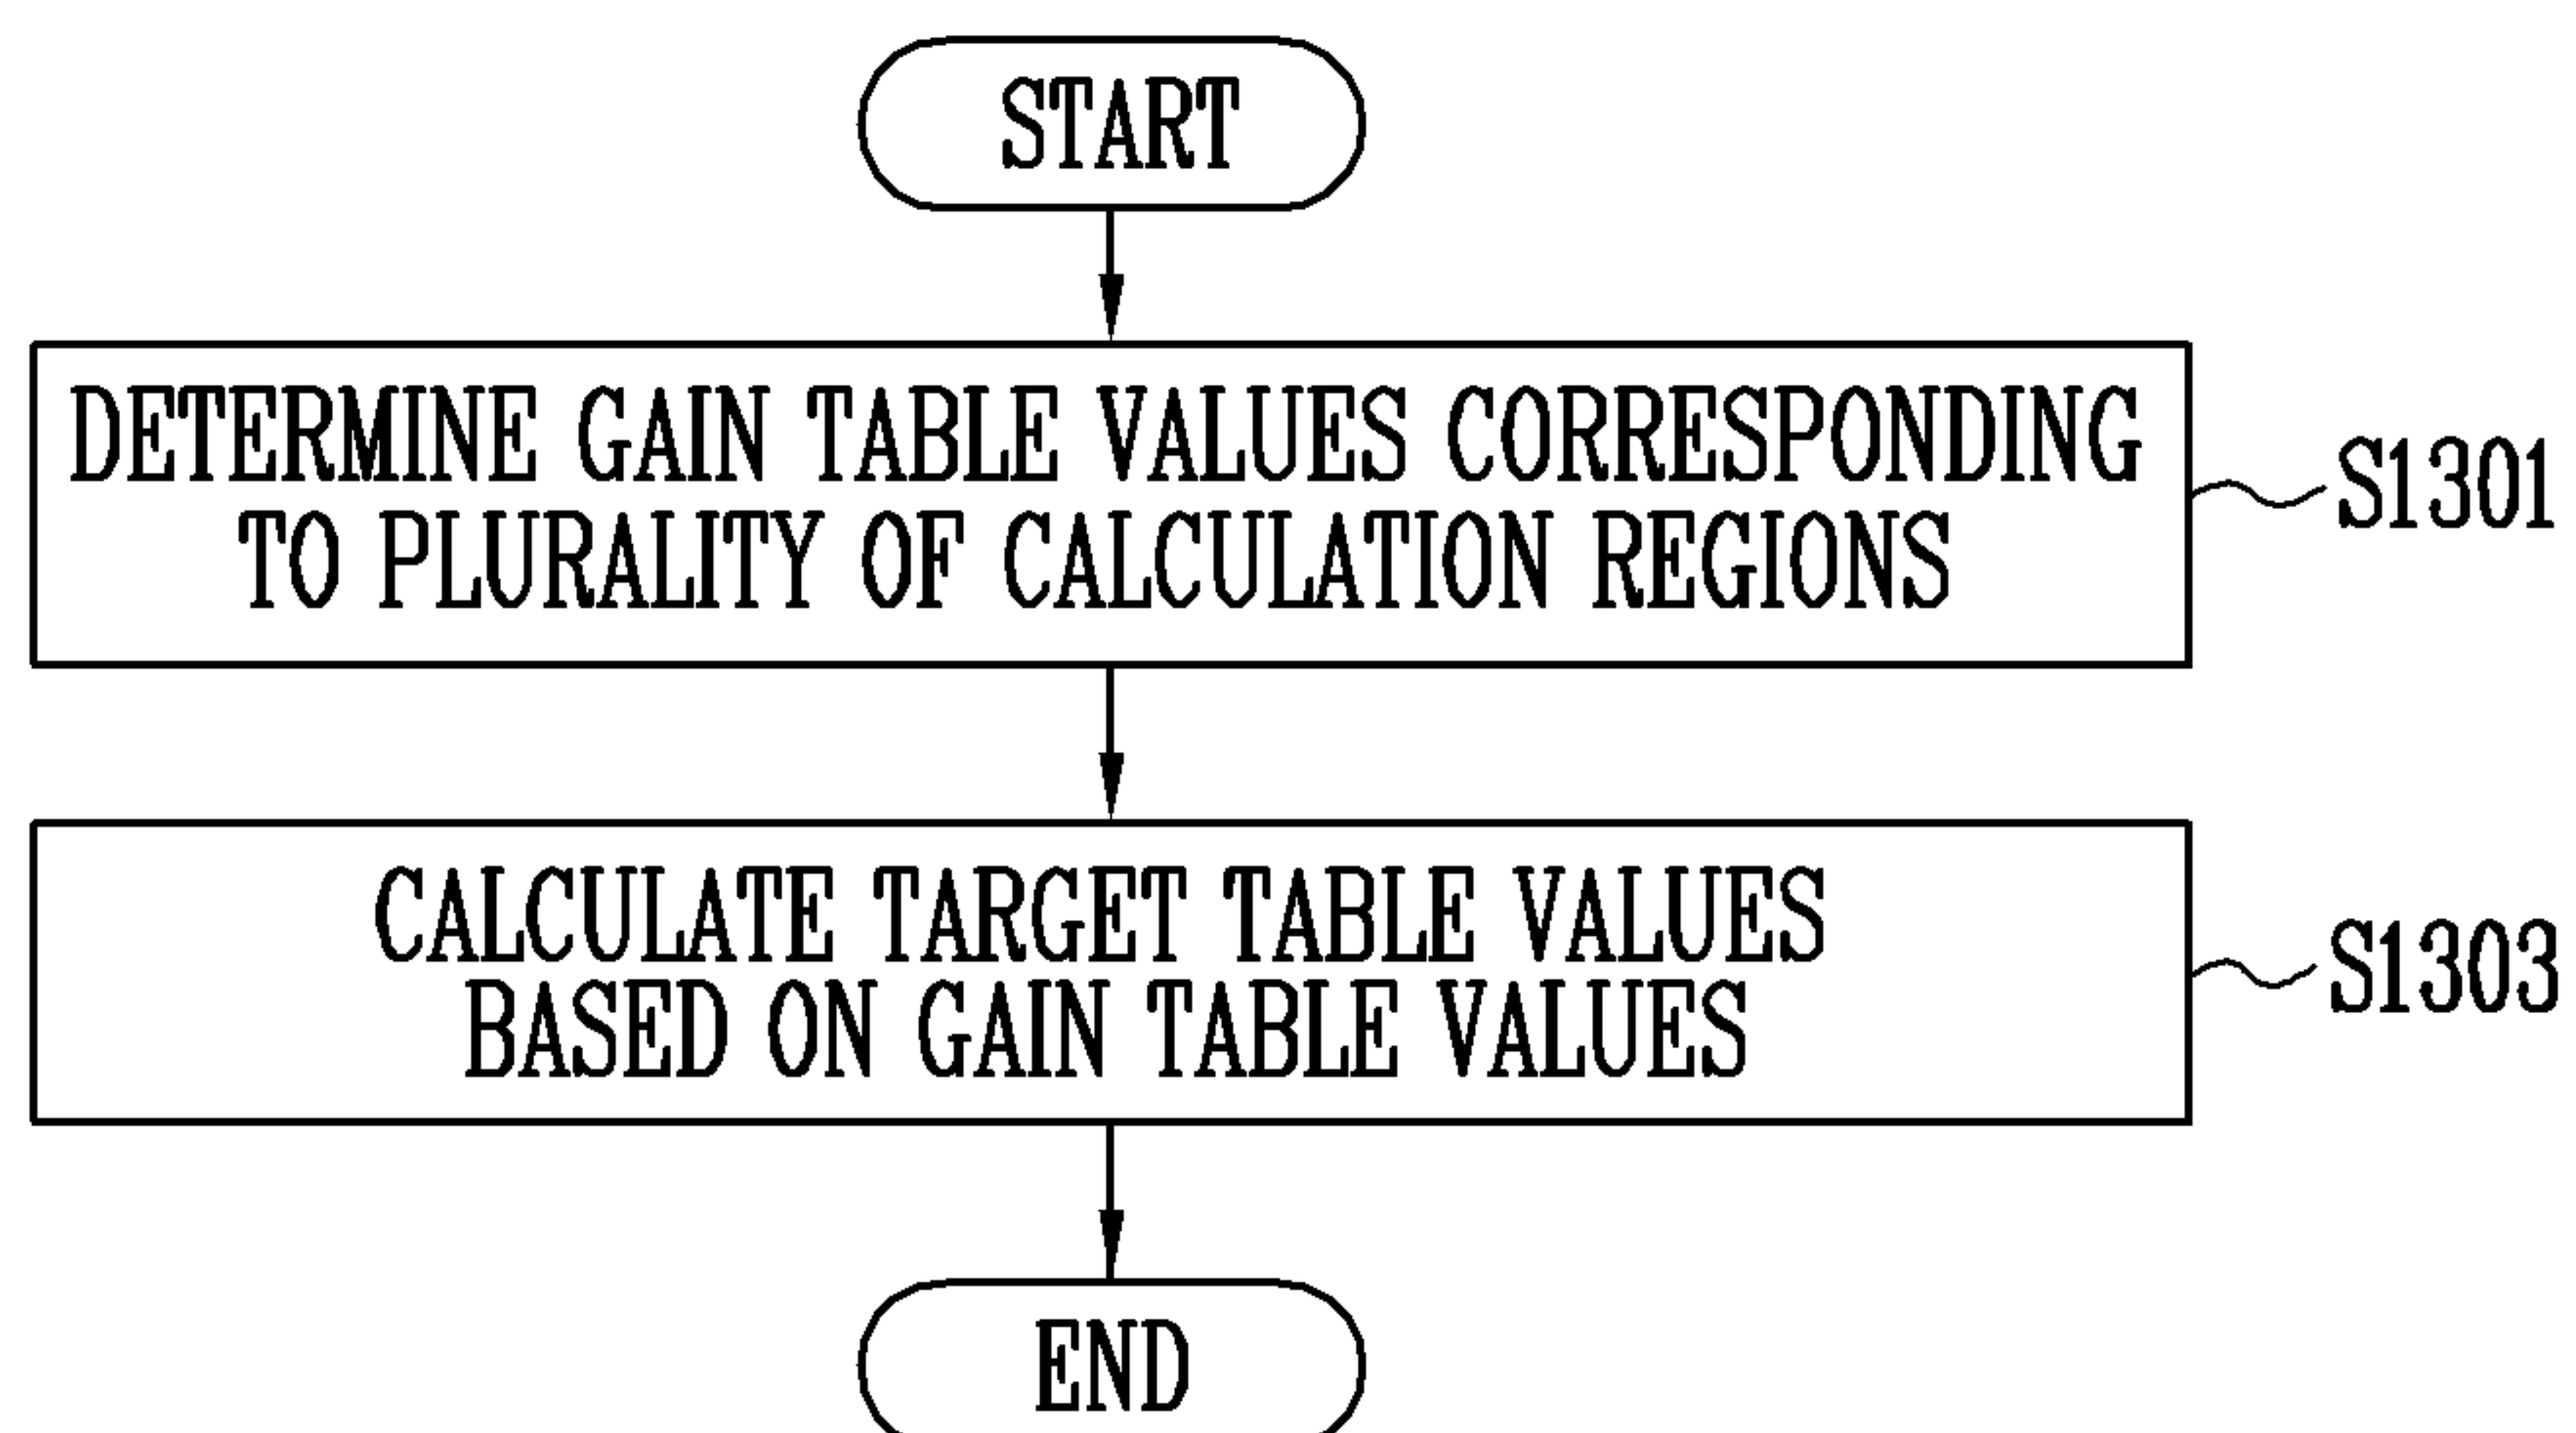 START
DETERMINE GAIN TABLE VALUES CORRESPONDING
TO PLURALITY OF CALCULATION REGIONS
S1301
CALCULATE TARGET TABLE VALUES
BASED ON GAIN TABLE VALUES
S1303
END